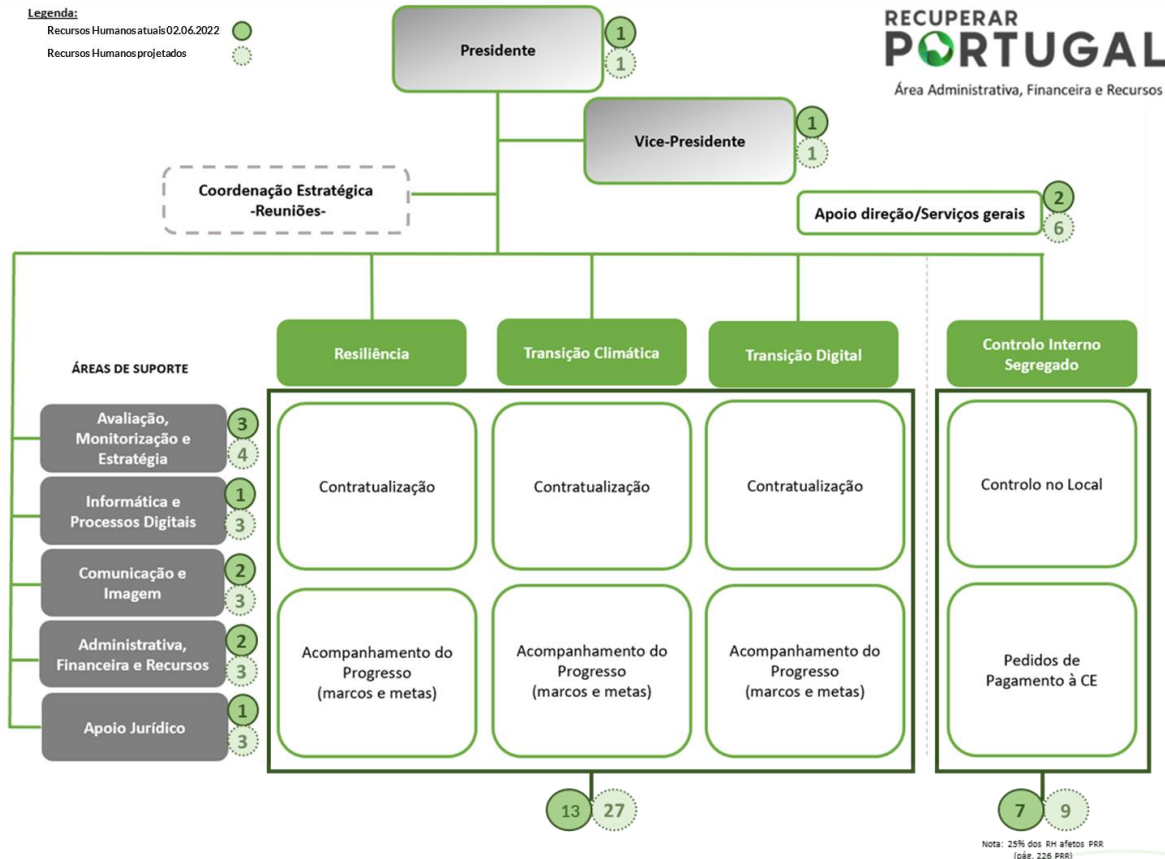 Legenda:
Recursos Humanos atuais 02.06.2022
Recursos Humanos projetados
RECUPERAR
PORTUGAL
Área Administrativa, Financeira e Recursos
Presidente
1
1
Vice-Presidente
1
1
Coordenação Estratégica
-Reuniões-
Apoio direção/Serviços gerais
2
6
ÁREAS DE SUPORTE
Avaliação,
Monitorização e
Estratégia
3
4
Informática e
Processos Digitais
1
3
Comunicação e
Imagem
2
3
Administrativa,
Financeira e Recursos
2
3
Apoio Jurídico
1
3
Resiliência
Transição Climática
Transição Digital
Controlo Interno
Segregado
Contratualização
Contratualização
Contratualização
Controlo no Local
Acompanhamento do
Progresso
(marcos e metas)
Acompanhamento do
Progresso
(marcos e metas)
Acompanhamento do
Progresso
(marcos e metas)
Pedidos de
Pagamento à CE
13
27
7
9
Nota: 25% dos RH afetos PRR
(pág. 226 PRR)